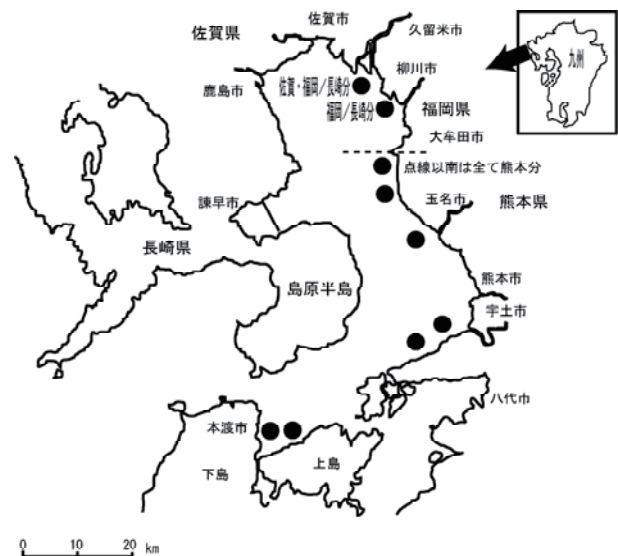 佐賀市
佐賀県
久留米市
九州
柳川市
鹿島市
佐賀・福岡/長崎分
福岡/長崎分
福岡県
大牟田市
点線以南は全て熊本分
玉名市
諫早市
熊本県
長崎県
熊本市
島原半島
宇土市
八代市
本渡市
上島
下島
0 10 20 km